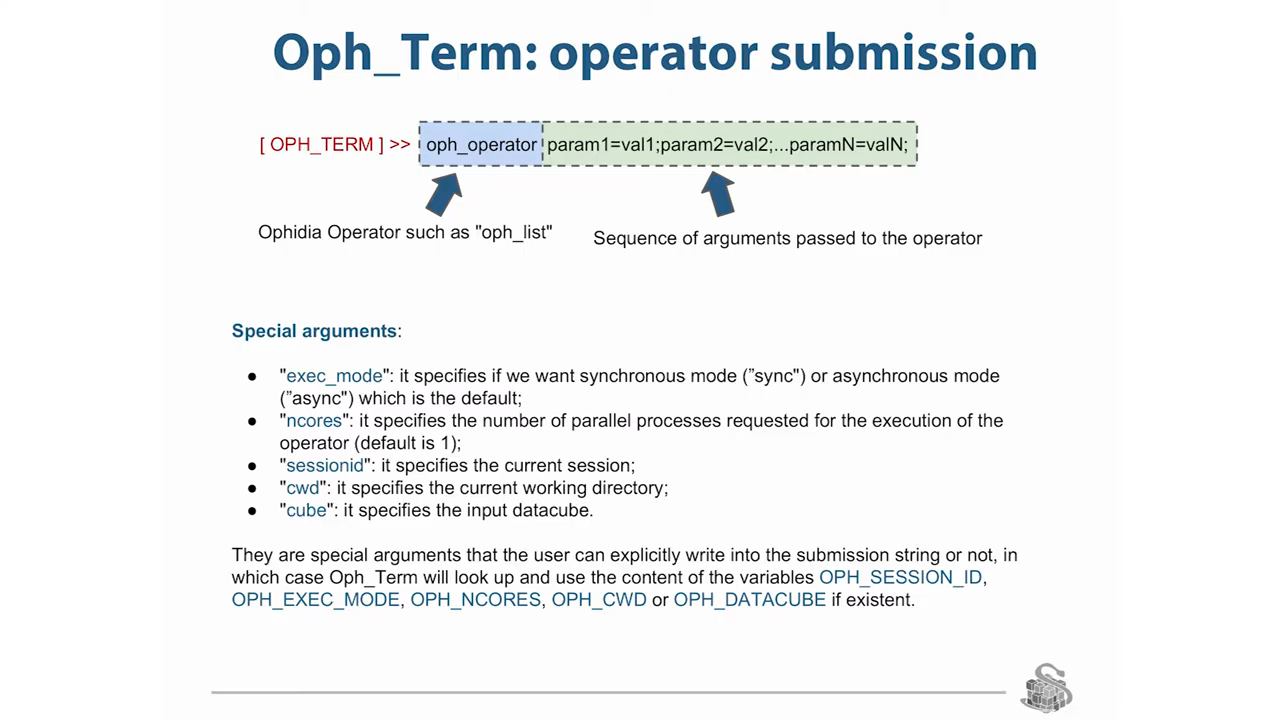 Oph_Term: operator submission
[ OPH_TERM ] >> oph_operator param1=val1;param2=val2;...paramN=valN;
Ophidia Operator such as "oph_list"
Sequence of arguments passed to the operator
Special arguments:
● "exec_mode": it specifies if we want synchronous mode (”sync") or asynchronous mode
(”async") which is the default;
● "ncores": it specifies the number of parallel processes requested for the execution of the
operator (default is 1);
● "sessionid": it specifies the current session;
● "cwd": it specifies the current working directory;
● "cube": it specifies the input datacube.
They are special arguments that the user can explicitly write into the submission string or not, in
which case Oph_Term will look up and use the content of the variables OPH_SESSION_ID,
OPH_EXEC_MODE, OPH_NCORES, OPH_CWD or OPH_DATACUBE if existent.